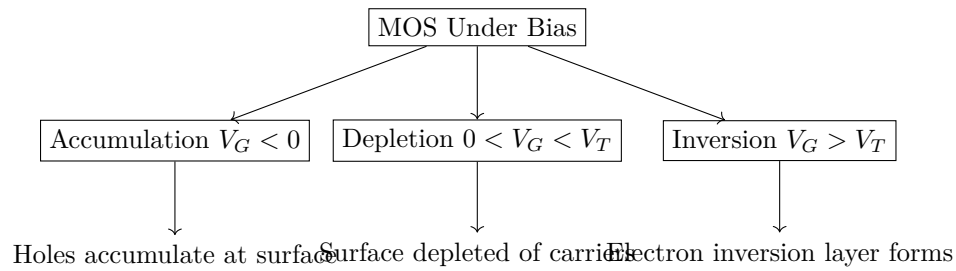 MOS Under Bias
Accumulation V_G < 0
Depletion 0 < V_G < V_T
Inversion V_G > V_T
Holes accumulate at surface
Surface depleted of carriers
Electron inversion layer forms